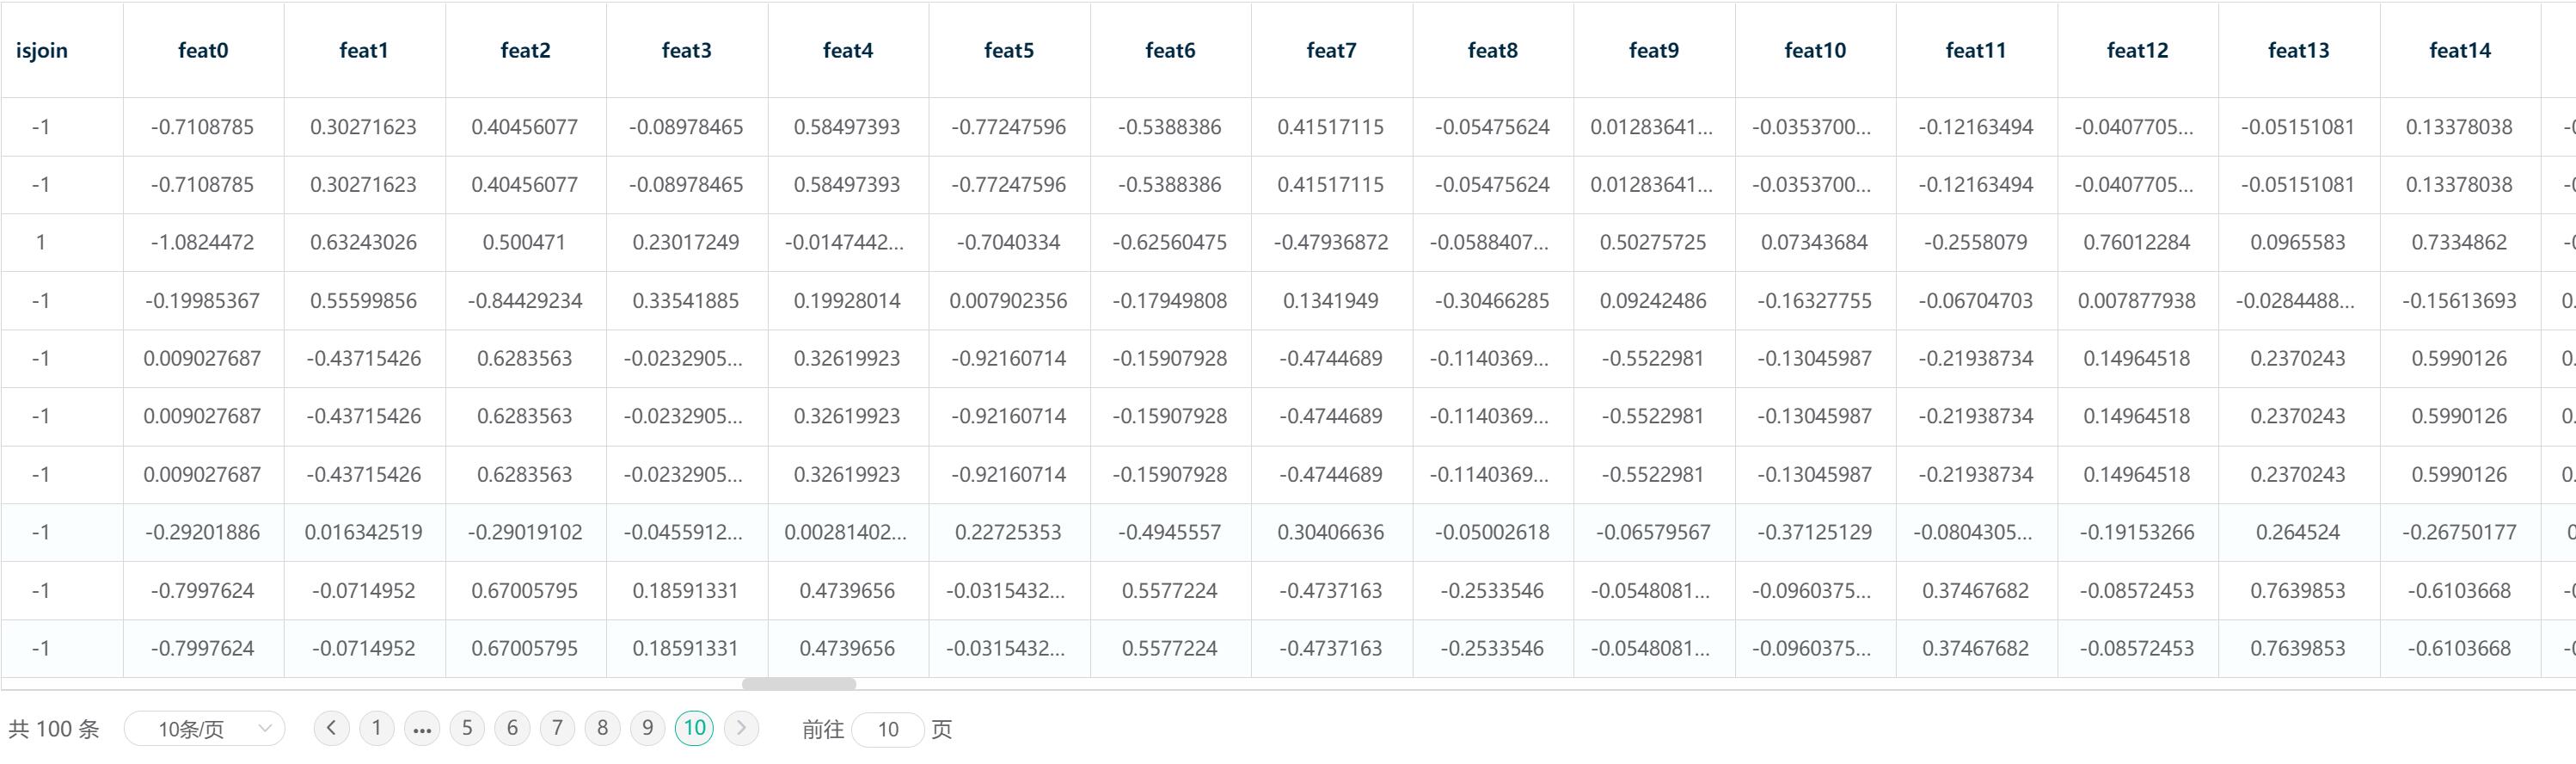 isjoin feat0 feat1 feat2 feat3 feat4 feat5 feat6 feat7 feat8 feat9 feat10 feat11 feat12 feat13 feat14
-1 -0.7108785 0.30271623 0.40456077 -0.08978465 0.58497393 -0.77247596 -0.5388386 0.41517115 -0.05475624 0.01283641... -0.0353700... -0.12163494 -0.0407705... -0.05151081 0.13378038
-1 -0.7108785 0.30271623 0.40456077 -0.08978465 0.58497393 -0.77247596 -0.5388386 0.41517115 -0.05475624 0.01283641... -0.0353700... -0.12163494 -0.0407705... -0.05151081 0.13378038
1 -1.0824472 0.63243026 0.500471 0.23017249 -0.0147442... -0.7040334 -0.62560475 -0.47936872 -0.0588407... 0.50275725 0.07343684 -0.2558079 0.76012284 0.0965583 0.7334862
-1 -0.19985367 0.55599856 -0.84429234 0.33541885 0.19928014 0.007902356 -0.17949808 0.1341949 -0.30466285 0.09242486 -0.16327755 -0.06704703 0.007877938 -0.0284488... -0.15613693 0.
-1 0.009027687 -0.43715426 0.6283563 -0.0232905... 0.32619923 -0.92160714 -0.15907928 -0.4744689 -0.1140369... -0.5522981 -0.13045987 -0.21938734 0.14964518 0.2370243 0.5990126 0.
-1 0.009027687 -0.43715426 0.6283563 -0.0232905... 0.32619923 -0.92160714 -0.15907928 -0.4744689 -0.1140369... -0.5522981 -0.13045987 -0.21938734 0.14964518 0.2370243 0.5990126 0.
-1 0.009027687 -0.43715426 0.6283563 -0.0232905... 0.32619923 -0.92160714 -0.15907928 -0.4744689 -0.1140369... -0.5522981 -0.13045987 -0.21938734 0.14964518 0.2370243 0.5990126 0.
-1 -0.29201886 0.016342519 -0.29019102 -0.0455912... 0.00281402... 0.22725353 -0.4945557 0.30406636 -0.05002618 -0.06579567 -0.37125129 -0.0804305... -0.19153266 0.264524 -0.26750177
-1 -0.7997624 -0.0714952 0.67005795 0.18591331 0.4739656 -0.0315432... 0.5577224 -0.4737163 -0.2533546 -0.0548081... -0.0960375... 0.37467682 -0.08572453 0.7639853 -0.6103668
-1 -0.7997624 -0.0714952 0.67005795 0.18591331 0.4739656 -0.0315432... 0.5577224 -0.4737163 -0.2533546 -0.0548081... -0.0960375... 0.37467682 -0.08572453 0.7639853 -0.6103668
共 100 条 10条/页 1 ... 5 6 7 8 9 10 前往 10 页